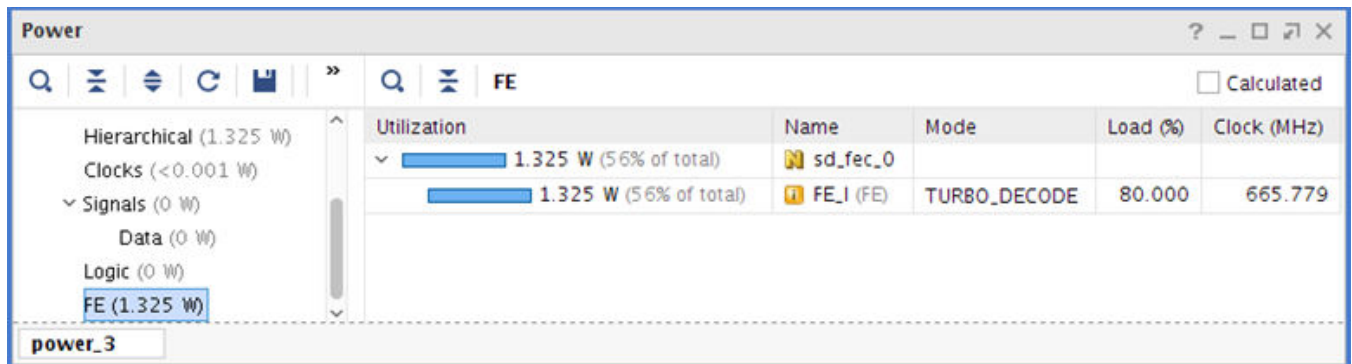 Power
FE
Calculated
Hierarchical (1.325 W)
Clocks (<0.001 W)
Signals (0 W)
Data (0 W)
Logic (0 W)
FE (1.325 W)
Utilization Name Mode Load (%) Clock (MHz)
1.325 W (56% of total) sd_fec_0
1.325 W (56% of total) FE_I (FE) TURBO_DECODE 80.000 665.779
power_3